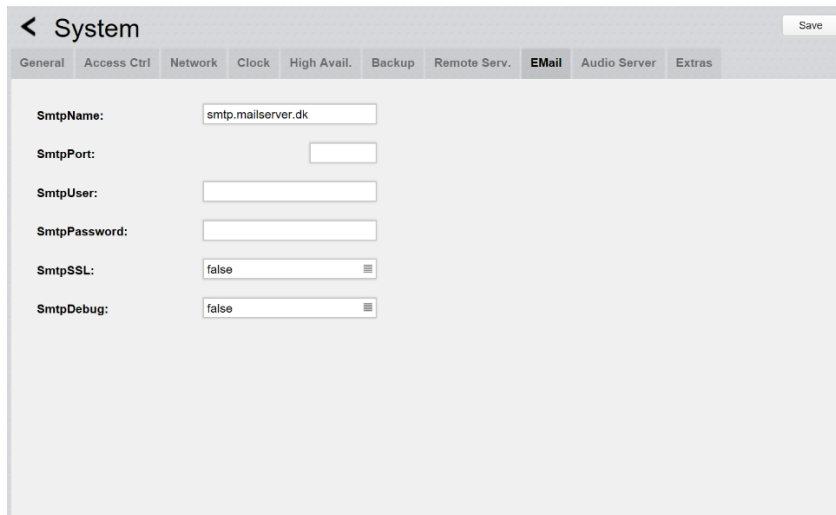 System
Save
General Access Ctrl Network Clock High Avail. Backup Remote Serv. EMail Audio Server Extras
SmtpName: smtp.mailserver.dk
SmtpPort:
SmtpUser:
SmtpPassword:
SmtpSSL: false
SmtpDebug: false